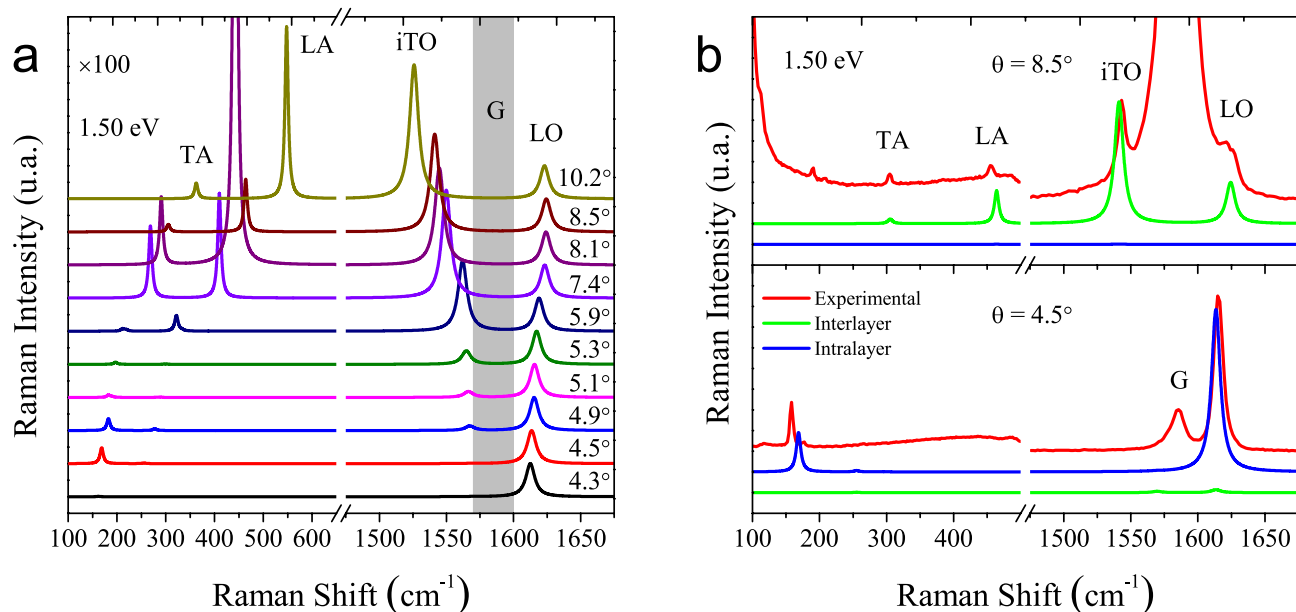 a
×100
1.50 eV
TA
LA
iTO
G
LO
10.2°
8.5°
8.1°
7.4°
5.9°
5.3°
5.1°
4.9°
4.5°
4.3°
Raman Intensity (u.a.)
100 200 300 400 500 600 1500 1550 1600 1650
Raman Shift (cm-1)
b
1.50 eV
θ = 8.5°
iTO
TA
LA
LO
Experimental
Interlayer
Intralayer
θ = 4.5°
G
Raman Intensity (u.a.)
100 200 300 400 1500 1550 1600 1650
Raman Shift (cm-1)